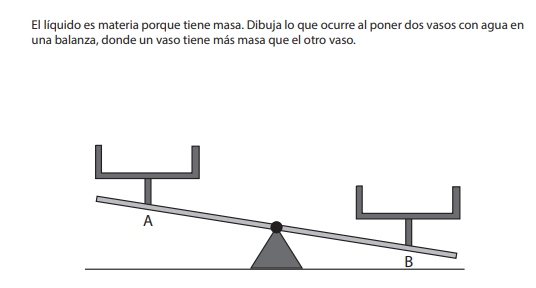 El líquido es materia porque tiene masa. Dibuja lo que ocurre al poner dos vasos con agua en
una balanza, donde un vaso tiene más masa que el otro vaso.
A
B